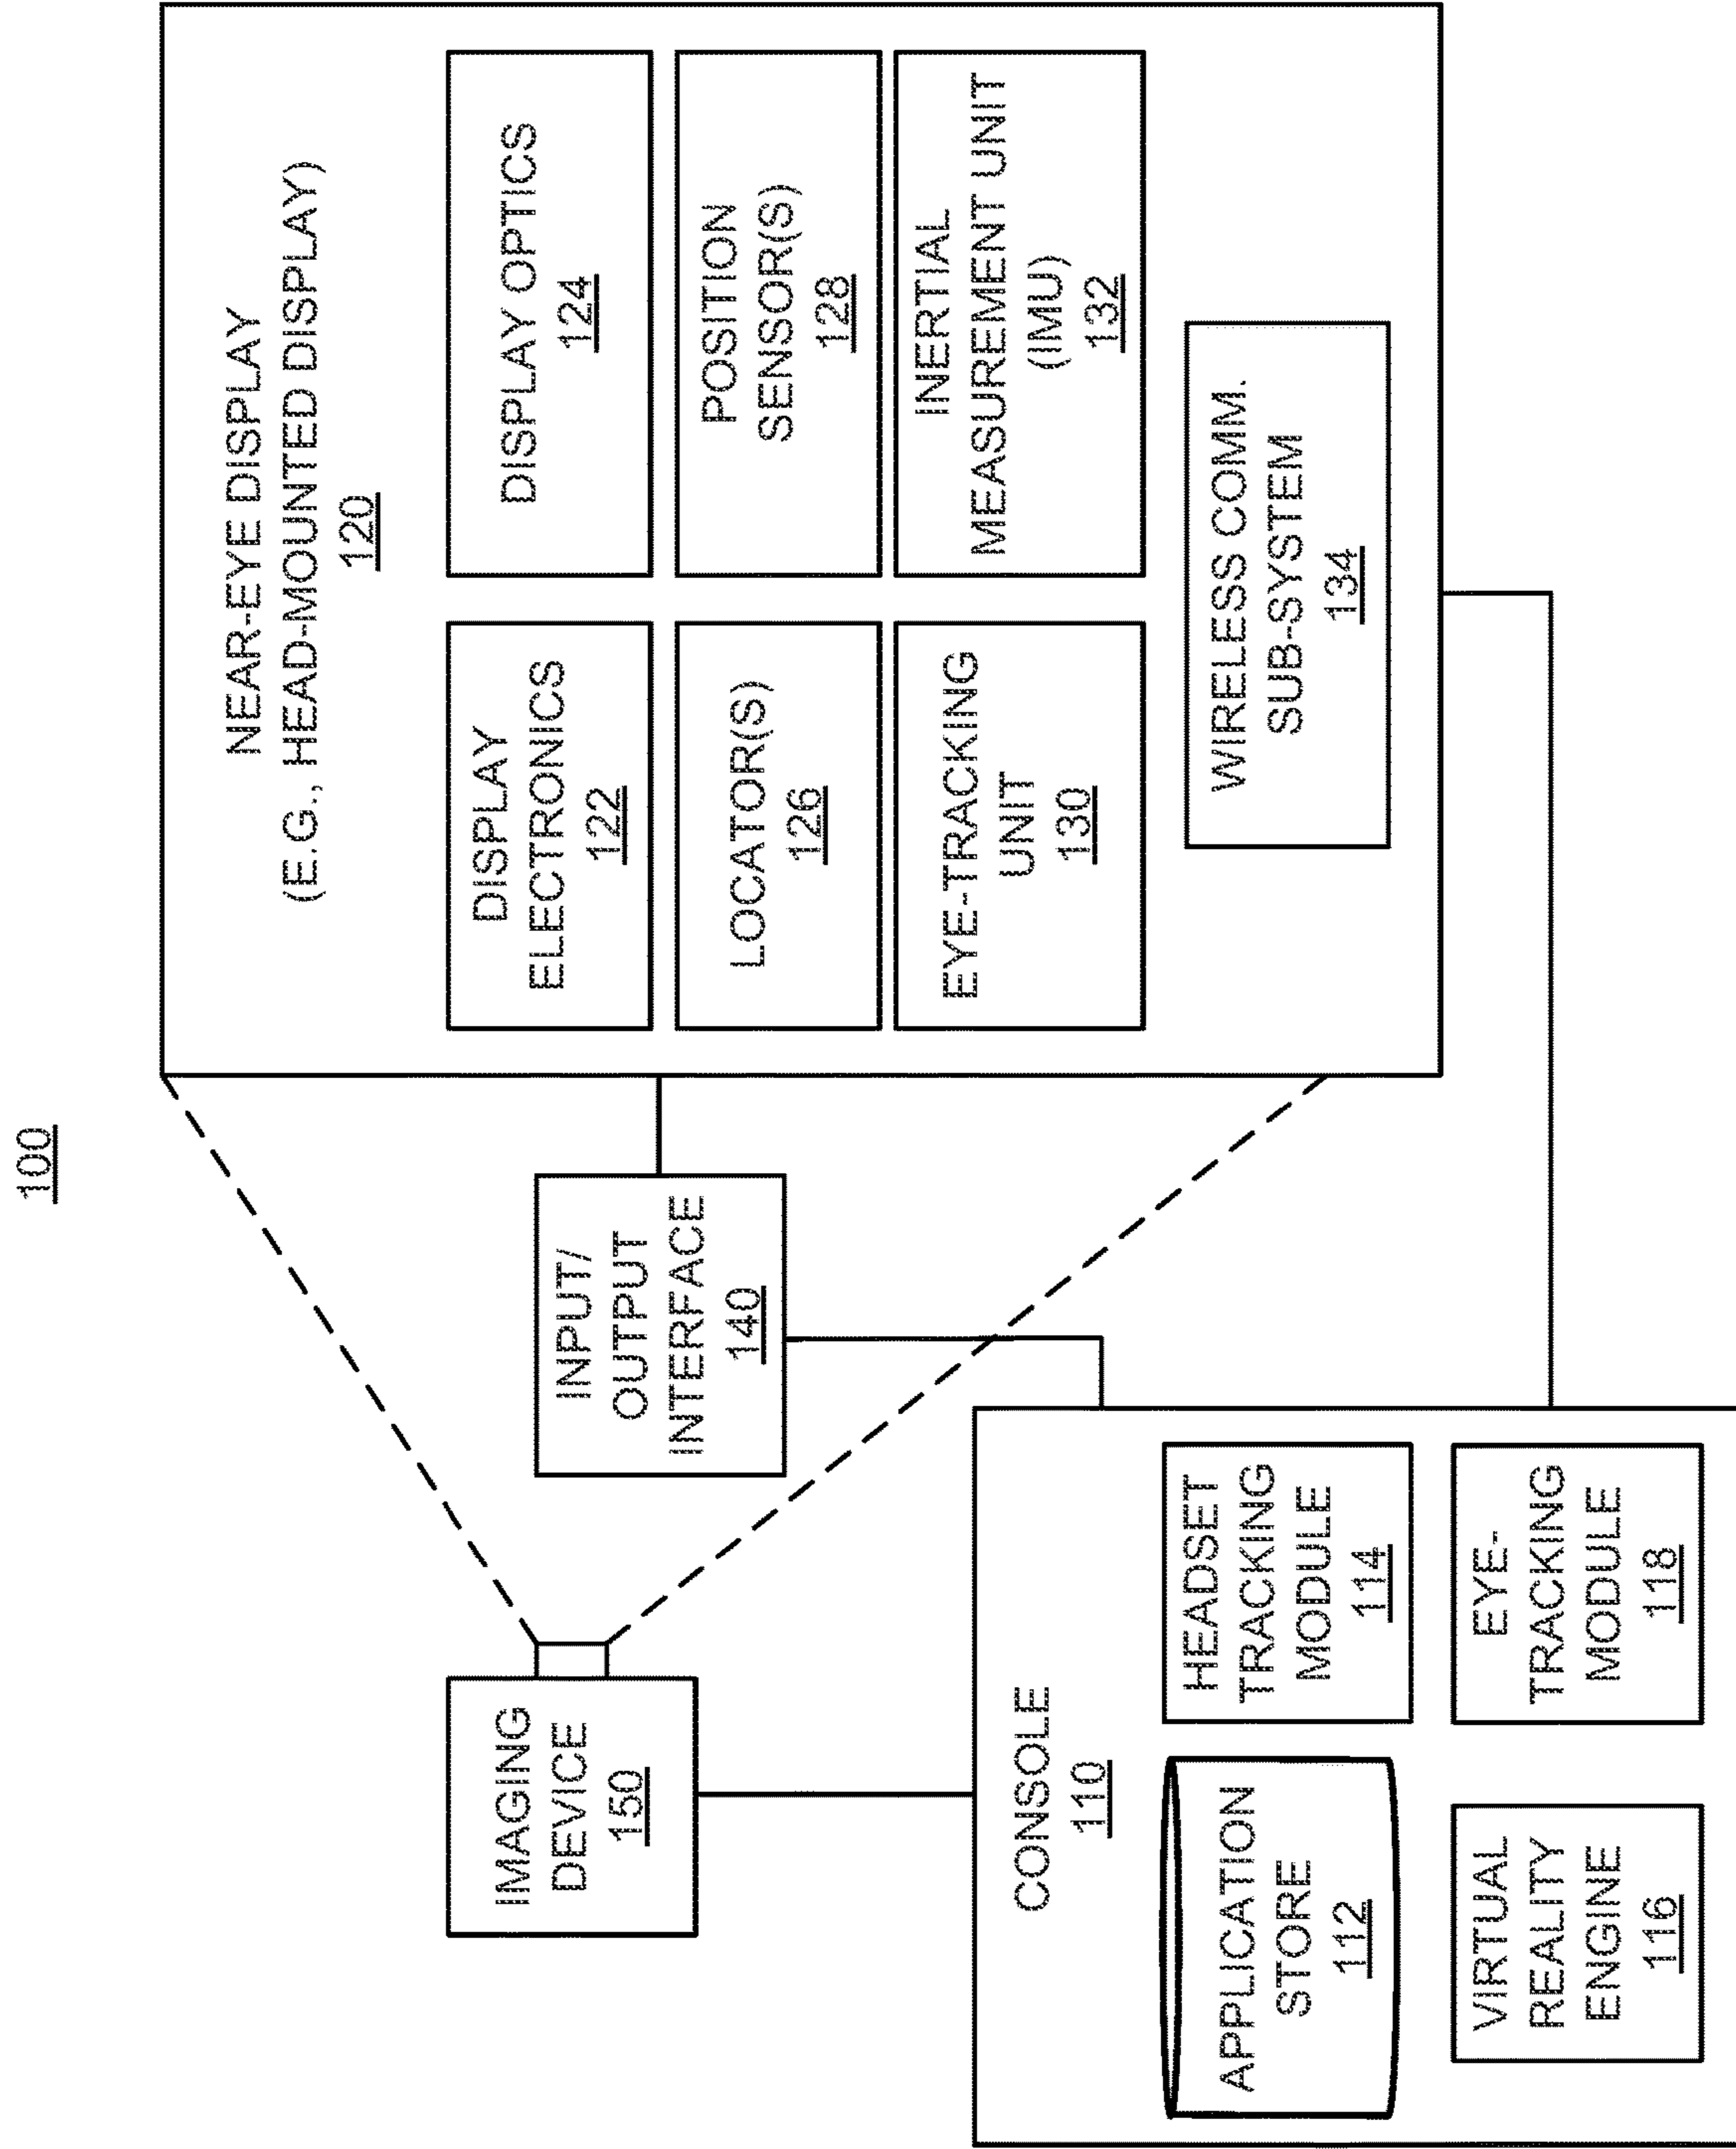 100
NEAR-EYE DISPLAY
(E.G., HEAD-MOUNTED DISPLAY)
120
DISPLAY
ELECTRONICS
122
DISPLAY OPTICS
124
LOCATOR(S)
126
POSITION
SENSOR(S)
128
EYE-TRACKING
UNIT
130
INERTIAL
MEASUREMENT UNIT
(IMU)
132
WIRELESS COMM.
SUB-SYSTEM
134
INPUT/
OUTPUT
INTERFACE
140
IMAGING
DEVICE
150
CONSOLE
110
APPLICATION
STORE
112
HEADSET
TRACKING
MODULE
114
VIRTUAL
REALITY
ENGINE
116
EYE-
TRACKING
MODULE
118